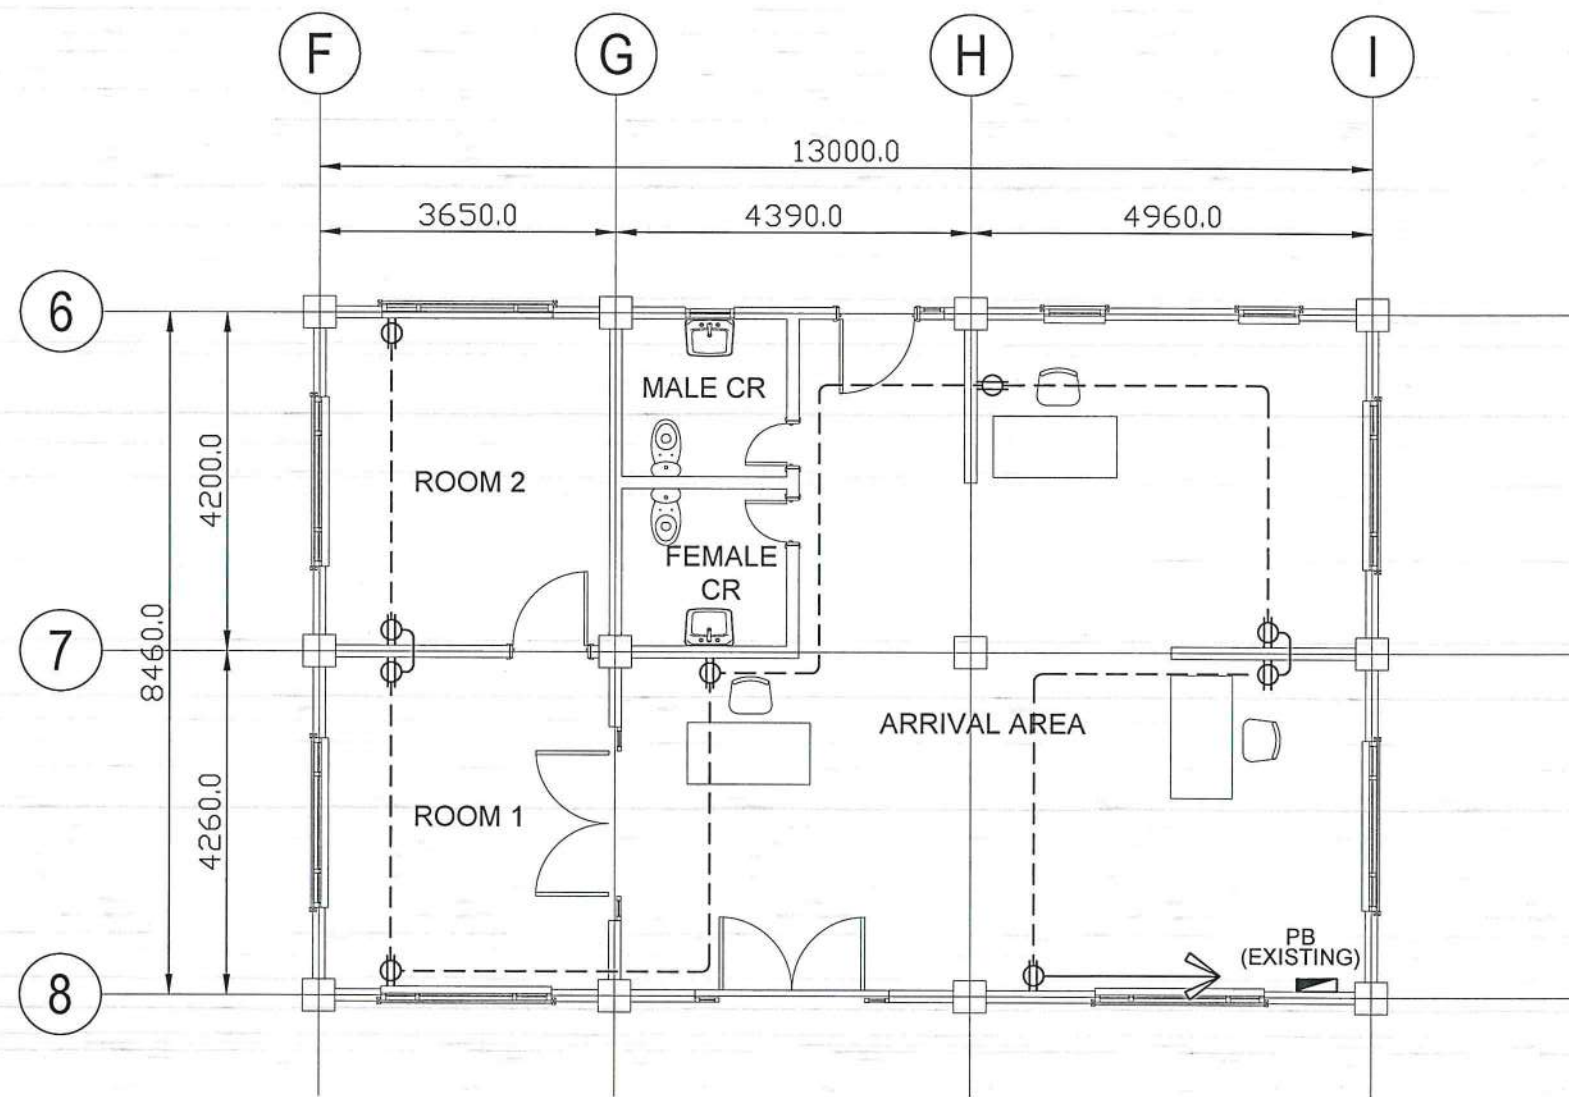 F
G
H
I
13000.0
3650.0
4390.0
4960.0
6
MALE CR
ROOM 2
4200.0
FEMALE
CR
7
8460.0
ARRIVAL AREA
4260.0
ROOM 1
PB
(EXISTING)
8